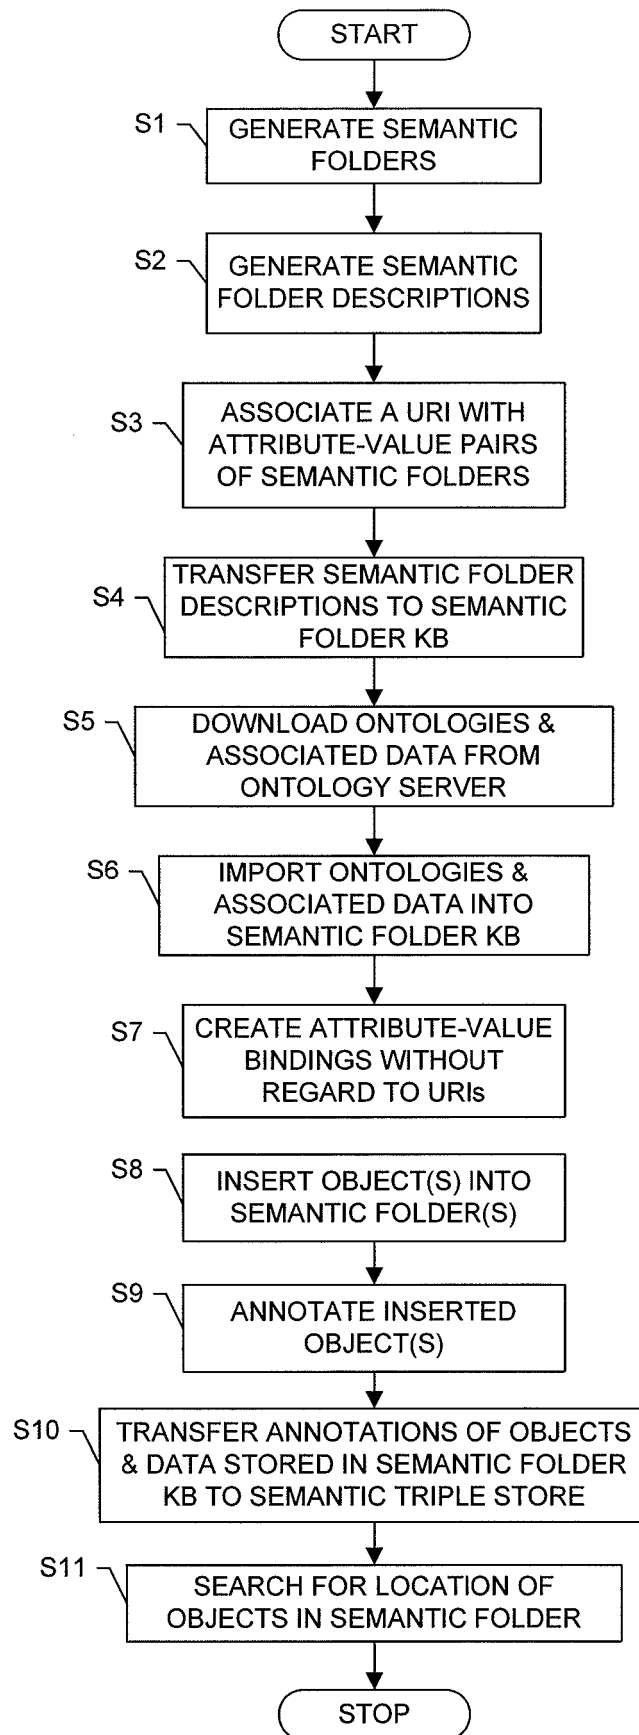 START
S1
GENERATE SEMANTIC
FOLDERS
S2
GENERATE SEMANTIC
FOLDER DESCRIPTIONS
S3
ASSOCIATE A URI WITH
ATTRIBUTE-VALUE PAIRS
OF SEMANTIC FOLDERS
S4
TRANSFER SEMANTIC FOLDER
DESCRIPTIONS TO SEMANTIC
FOLDER KB
S5
DOWNLOAD ONTOLOGIES &
ASSOCIATED DATA FROM
ONTOLOGY SERVER
S6
IMPORT ONTOLOGIES &
ASSOCIATED DATA INTO
SEMANTIC FOLDER KB
S7
CREATE ATTRIBUTE-VALUE
BINDINGS WITHOUT
REGARD TO URIs
S8
INSERT OBJECT(S) INTO
SEMANTIC FOLDER(S)
S9
ANNOTATE INSERTED
OBJECT(S)
S10
TRANSFER ANNOTATIONS OF OBJECTS
& DATA STORED IN SEMANTIC FOLDER
KB TO SEMANTIC TRIPLE STORE
S11
SEARCH FOR LOCATION OF
OBJECTS IN SEMANTIC FOLDER
STOP